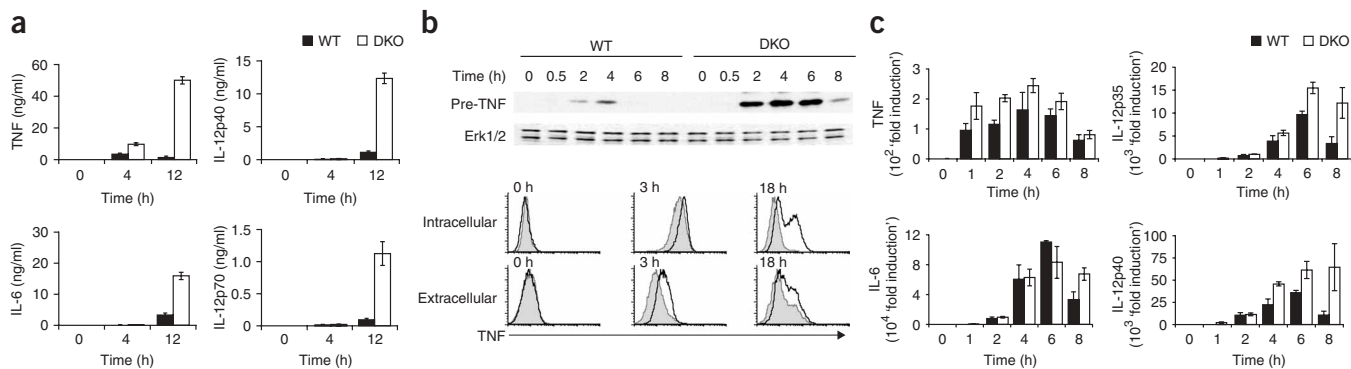 a
WT DKO
TNF (ng/ml)
60
40
20
0
0 4 12
Time (h)
IL-12p40 (ng/ml)
15
10
5
0
0 4 12
Time (h)
IL-6 (ng/ml)
30
20
10
0
0 4 12
Time (h)
IL-12p70 (ng/ml)
1.5
1.0
0.5
0
0 4 12
Time (h)
b
WT DKO
Time (h) 0 0.5 2 4 6 8 0 0.5 2 4 6 8
Pre-TNF
Erk1/2
0 h 3 h 18 h
Intracellular
0 h 3 h 18 h
Extracellular
TNF
c
WT DKO
TNF
(10² 'fold induction')
3
2
1
0
0 1 2 4 6 8
Time (h)
IL-12p35
(10³ 'fold induction')
20
15
10
5
0
0 1 2 4 6 8
Time (h)
IL-6
(10⁴ 'fold induction')
12
8
4
0
0 1 2 4 6 8
Time (h)
IL-12p40
(10³ 'fold induction')
100
75
50
25
0
0 1 2 4 6 8
Time (h)